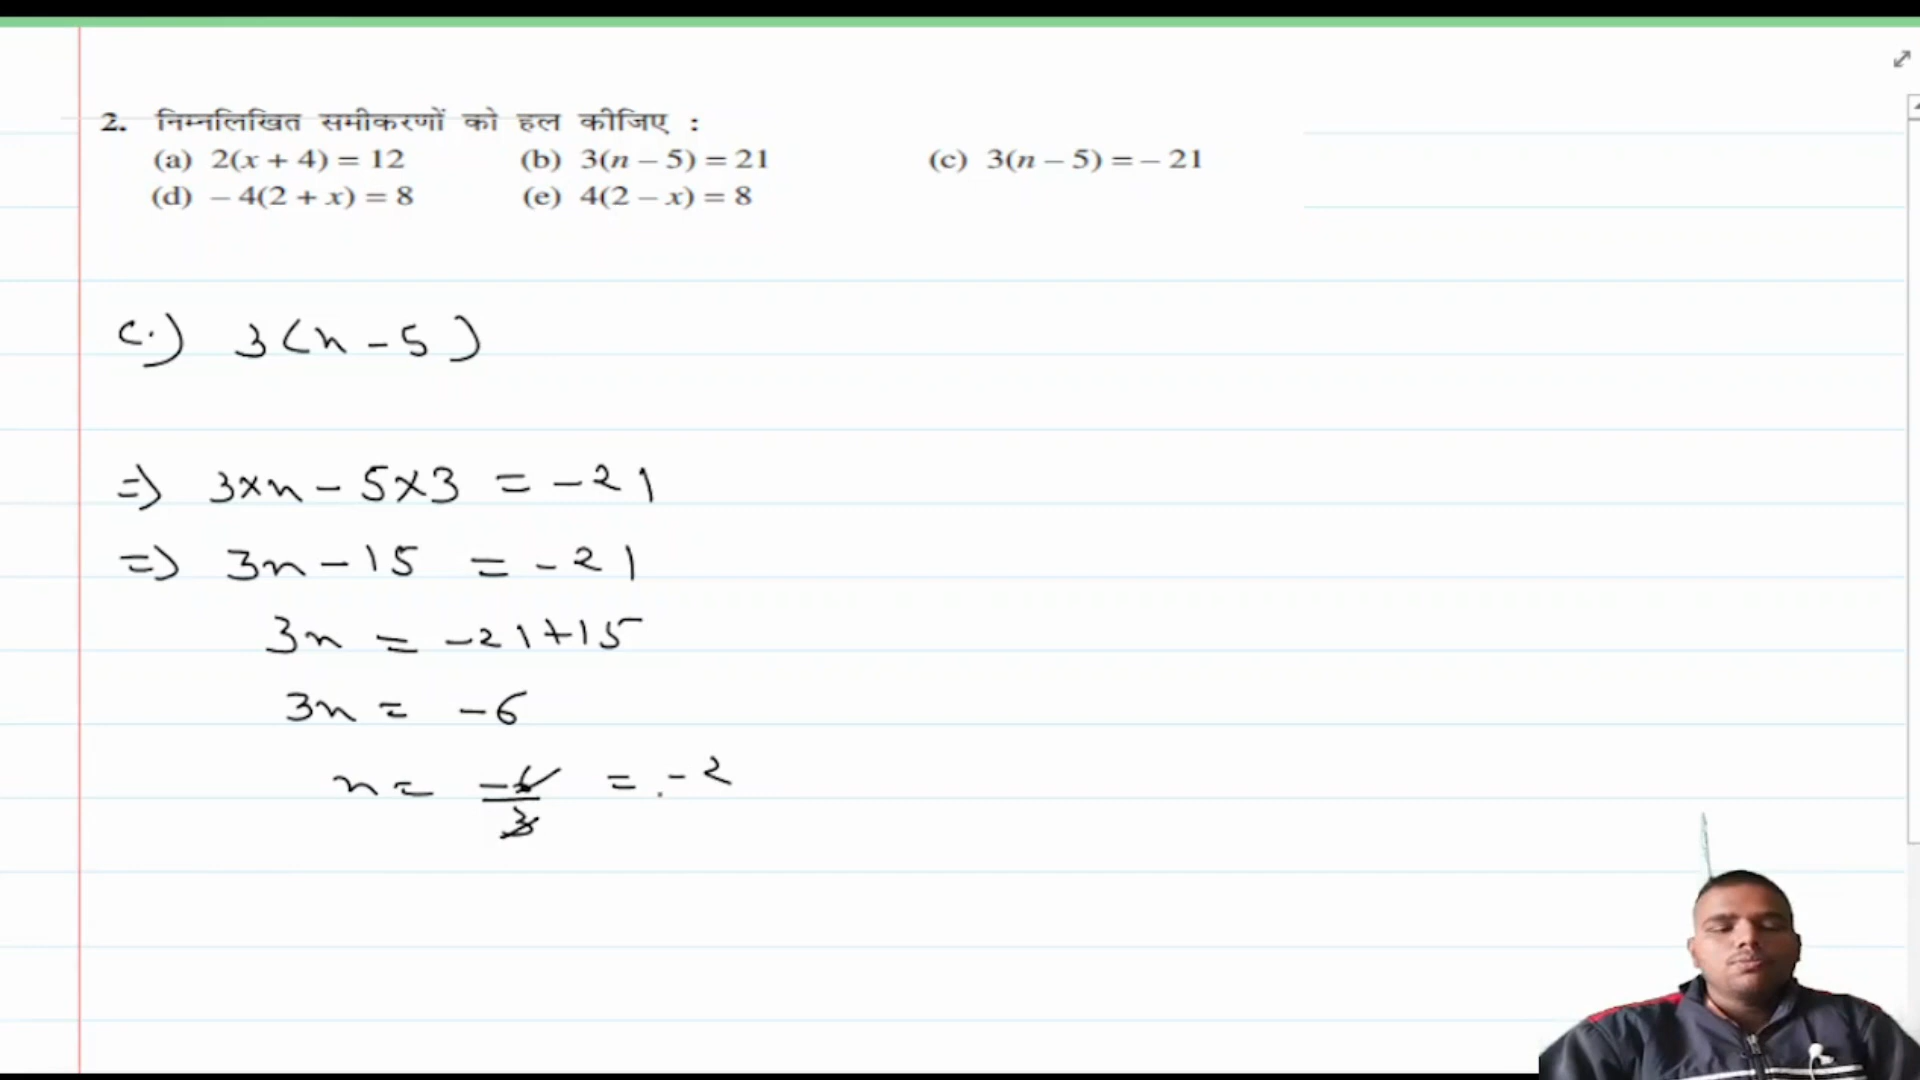 2. निम्नलिखित समीकरणों को हल कीजिए :
(a) 2(x + 4) = 12 (b) 3(n – 5) = 21 (c) 3(n – 5) = – 21
(d) – 4(2 + x) = 8 (e) 4(2 – x) = 8
c.) 3(n - 5)
=> 3×n - 5×3 = -21
=> 3n - 15 = -21
3n = -21+15
3n = -6
n = -6/3 = -2